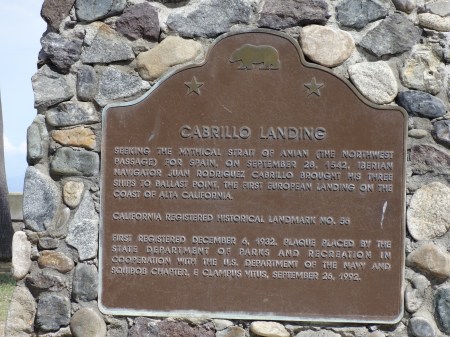 CABRILLO LANDING
SEEKING THE MYTHICAL STRAIT OF ANIAN (THE NORTHWEST
PASSAGE) FOR SPAIN, ON SEPTEMBER 28, 1542, IBERIAN
NAVIGATOR JUAN RODRIGUEZ CABRILLO BROUGHT HIS THREE
SHIPS TO BALLAST POINT, THE FIRST EUROPEAN LANDING ON THE
COAST OF ALTA CALIFORNIA.
CALIFORNIA REGISTERED HISTORICAL LANDMARK NO. 56
FIRST REGISTERED DECEMBER 6, 1932. PLAQUE PLACED BY THE
STATE DEPARTMENT OF PARKS AND RECREATION IN
COOPERATION WITH THE U.S. DEPARTMENT OF THE NAVY AND
SQUIBOB CHAPTER, E CLAMPUS VITUS, SEPTEMBER 26, 1992.